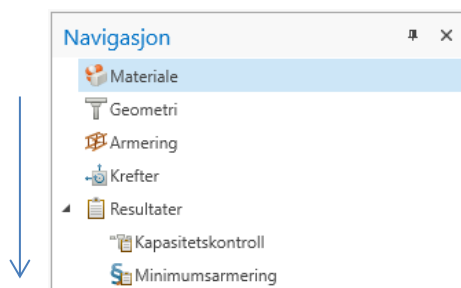 Navigasjon
Materiale
Geometri
Armering
Krefter
Resultater
Kapasitetskontroll
Minimumsarmering